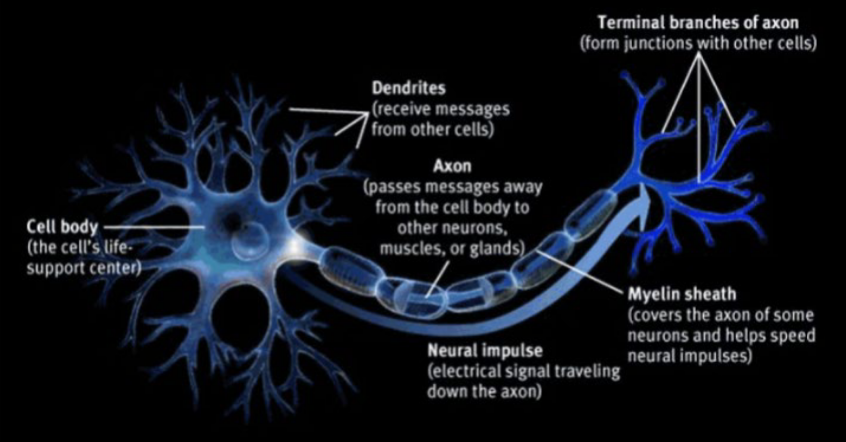 Terminal branches of axon
(form junctions with other cells)
Dendrites
(receive messages
from other cells)
Axon
(passes messages away
from the cell body to
other neurons,
muscles, or glands)
Cell body
(the cell's life-
support center)
Myelin sheath
(covers the axon of some
neurons and helps speed
neural impulses)
Neural impulse
(electrical signal traveling
down the axon)